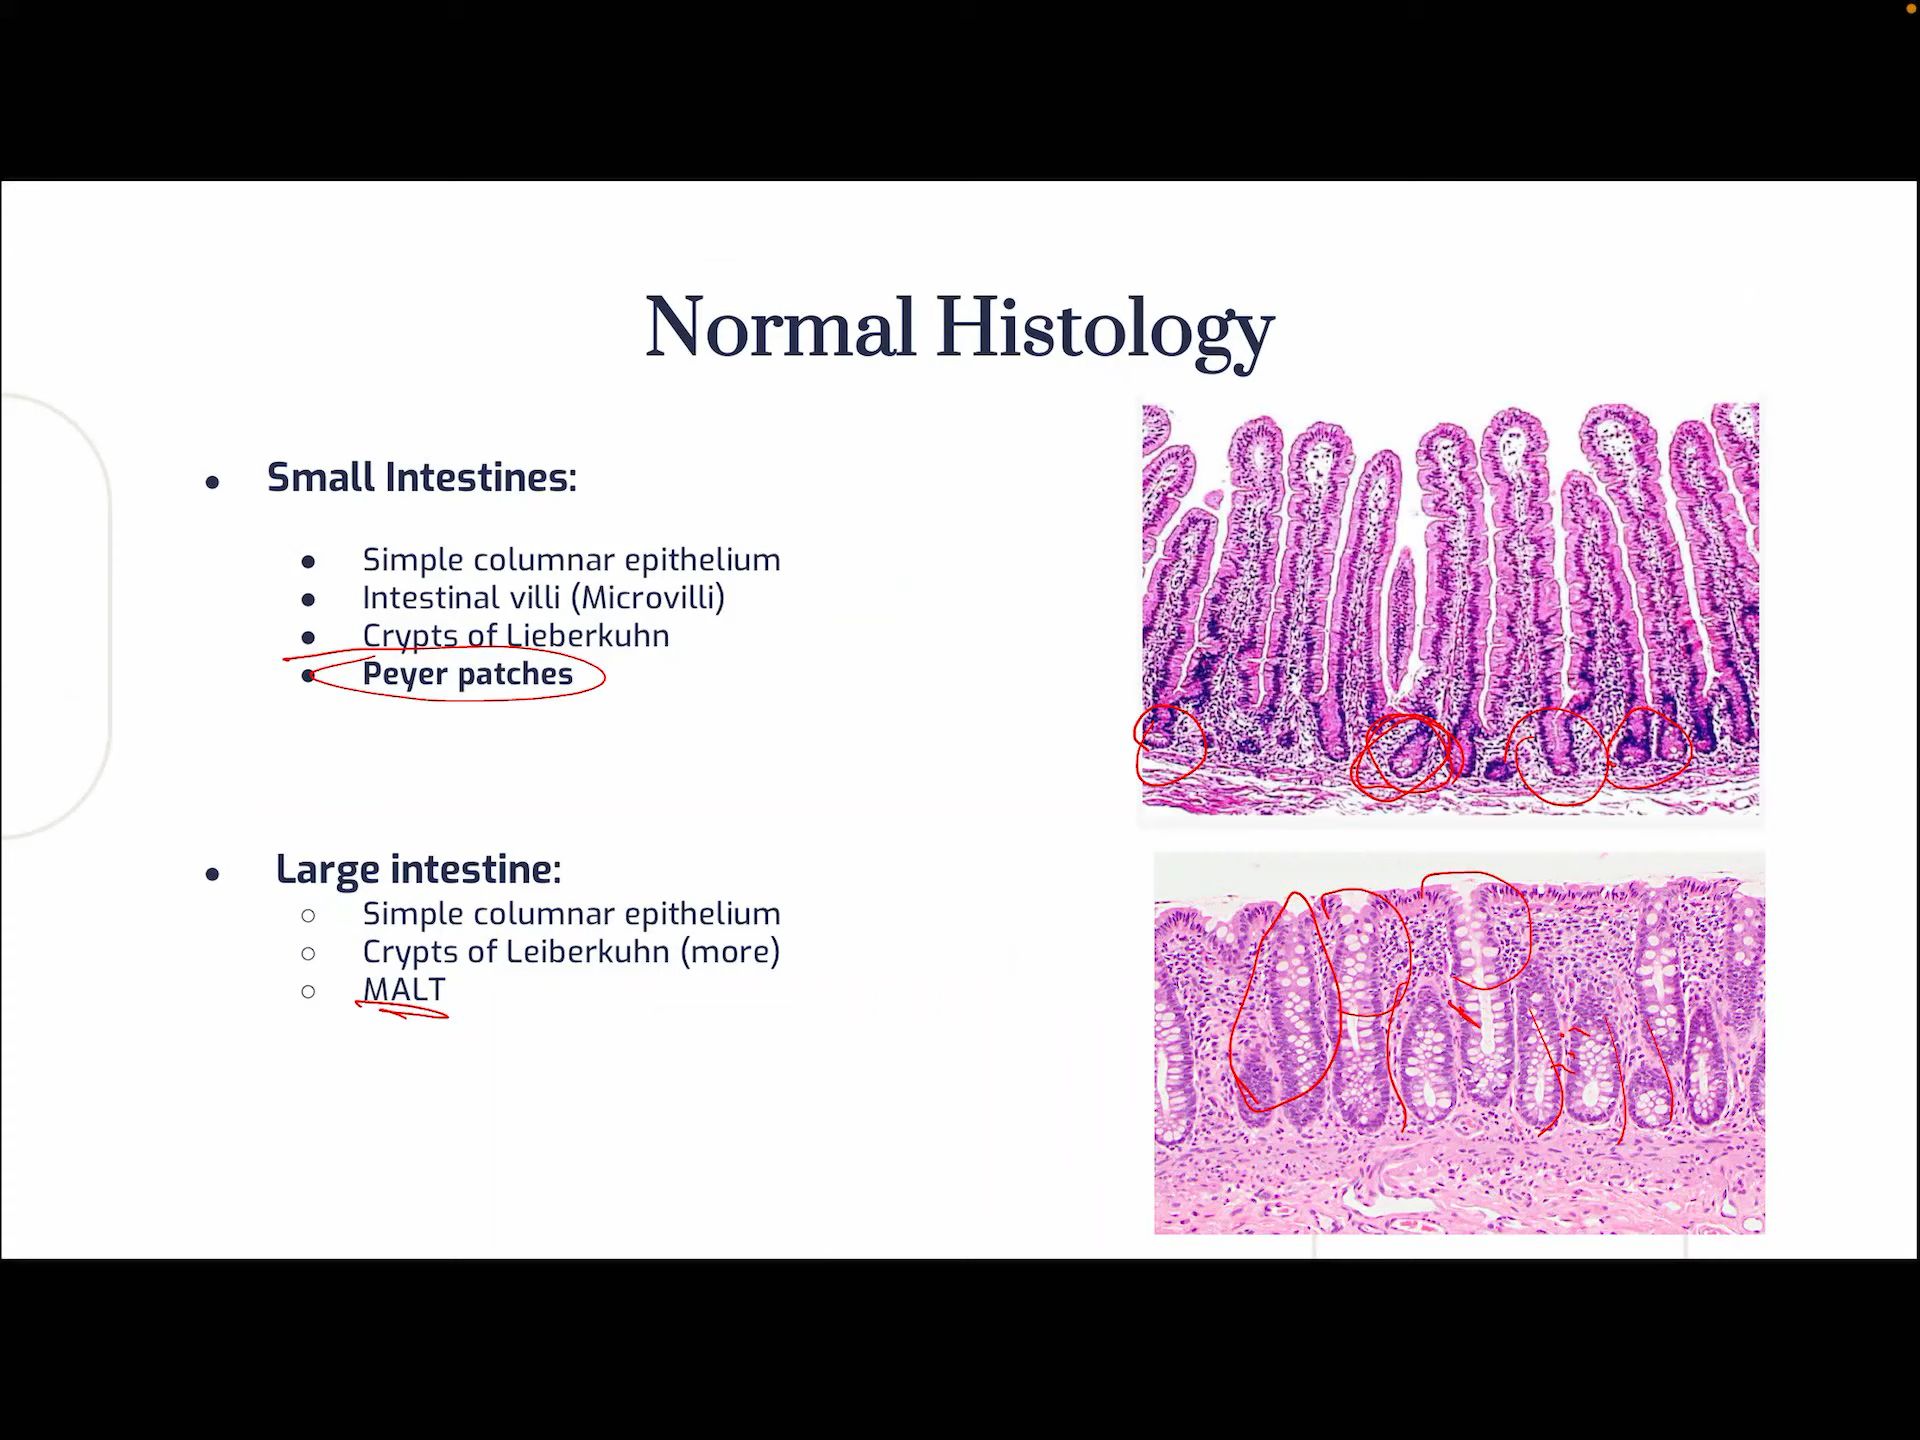 Normal Histology
Small Intestines:
Simple columnar epithelium
Intestinal villi (Microvilli)
Crypts of Lieberkuhn
Peyer patches
Large intestine:
Simple columnar epithelium
Crypts of Leiberkuhn (more)
MALT